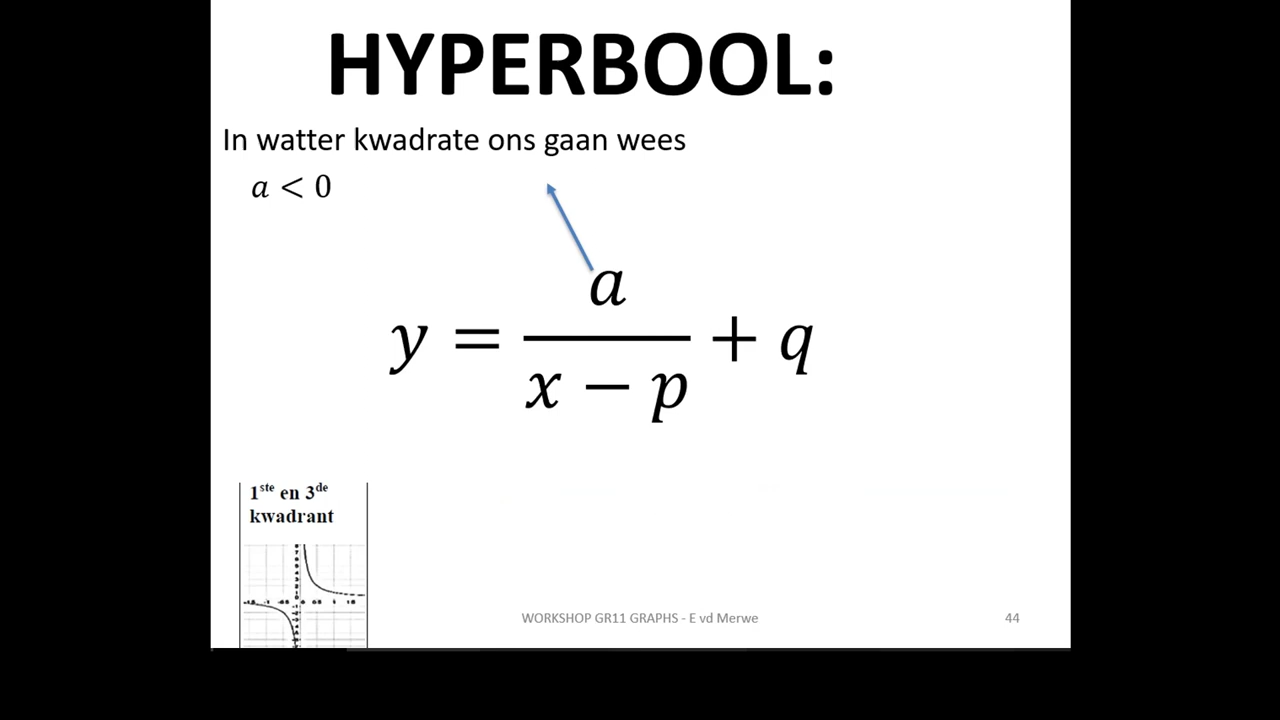 HYPERBOOL:
In watter kwadrate ons gaan wees
a < 0
y = a / (x − p) + q
1ste en 3de
kwadrant
WORKSHOP GR11 GRAPHS - E vd Merwe
44